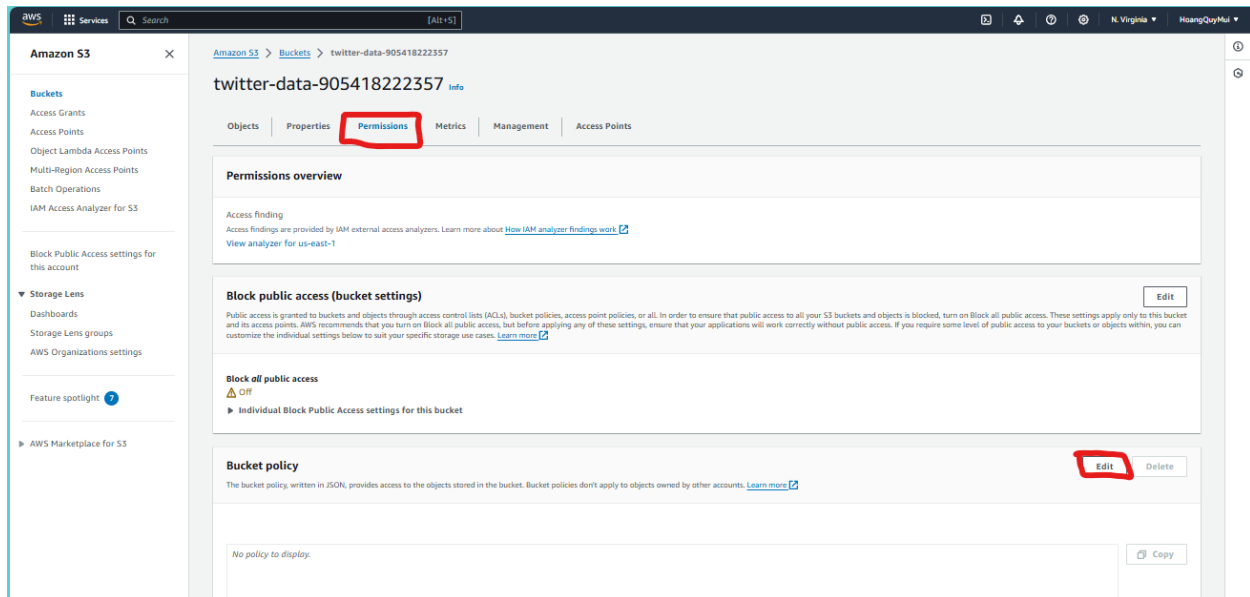 aws Services Search [Alt+S] N. Virginia HoangQuyMui
Amazon S3
Buckets
Access Grants
Access Points
Object Lambda Access Points
Multi-Region Access Points
Batch Operations
IAM Access Analyzer for S3
Block Public Access settings for
this account
Storage Lens
Dashboards
Storage Lens groups
AWS Organizations settings
Feature spotlight 7
AWS Marketplace for S3
Amazon S3 > Buckets > twitter-data-905418222357
twitter-data-905418222357 Info
Objects Properties Permissions Metrics Management Access Points
Permissions overview
Access finding
Access findings are provided by IAM external access analyzers. Learn more about How IAM analyzer findings work
View analyzer for us-east-1
Block public access (bucket settings) Edit
Public access is granted to buckets and objects through access control lists (ACLs), bucket policies, access point policies, or all. In order to ensure that public access to all your S3 buckets and objects is blocked, turn on Block all public access. These settings apply only to this bucket
and its access points. AWS recommends that you turn on Block all public access, but before applying any of these settings, ensure that your applications will work correctly without public access. If you require some level of public access to your buckets or objects within, you can
customize the individual settings below to suit your specific storage use cases. Learn more
Block all public access
Off
Individual Block Public Access settings for this bucket
Bucket policy Edit Delete
The bucket policy, written in JSON, provides access to the objects stored in the bucket. Bucket policies don't apply to objects owned by other accounts. Learn more
No policy to display. Copy